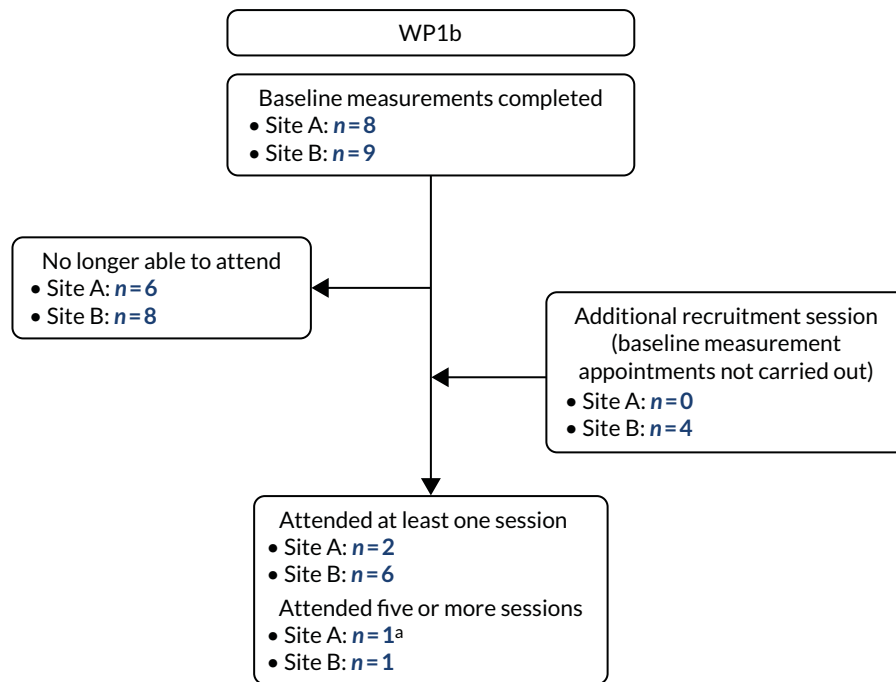 WP1b
Baseline measurements completed
• Site A: n=8
• Site B: n=9
No longer able to attend
• Site A: n=6
• Site B: n=8
Additional recruitment session
(baseline measurement
appointments not carried out)
• Site A: n=0
• Site B: n=4
Attended at least one session
• Site A: n=2
• Site B: n=6
Attended five or more sessions
• Site A: n=1ᵃ
• Site B: n=1